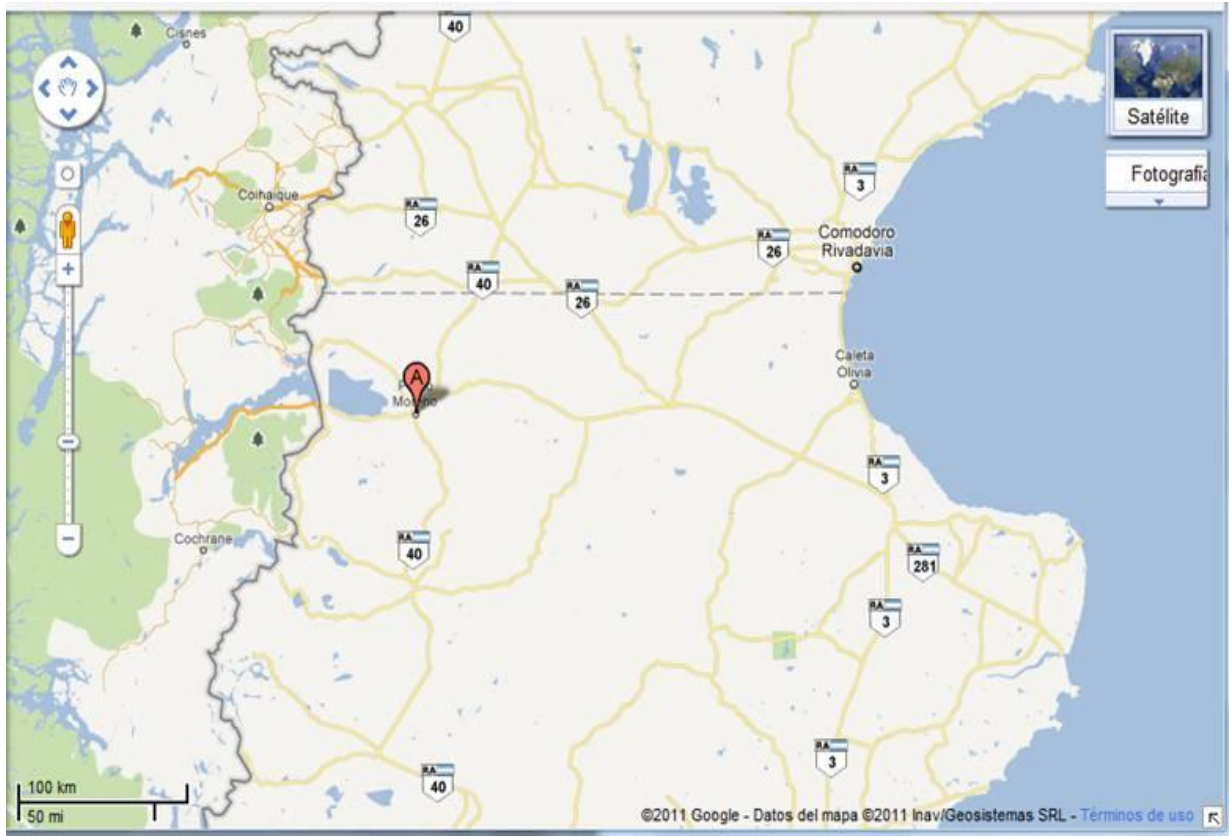 Cisnes
RA
40
Satélite
Fotografía
RA
3
Coihaique
RA
26
Comodoro
Rivadavia
RA
26
RA
40
RA
26
Caleta
Olivia
A
Moreno
RA
3
Cochrane
RA
40
RA
281
RA
3
RA
3
RA
40
100 km
50 mi
©2011 Google - Datos del mapa ©2011 Inav/Geosistemas SRL - Términos de uso